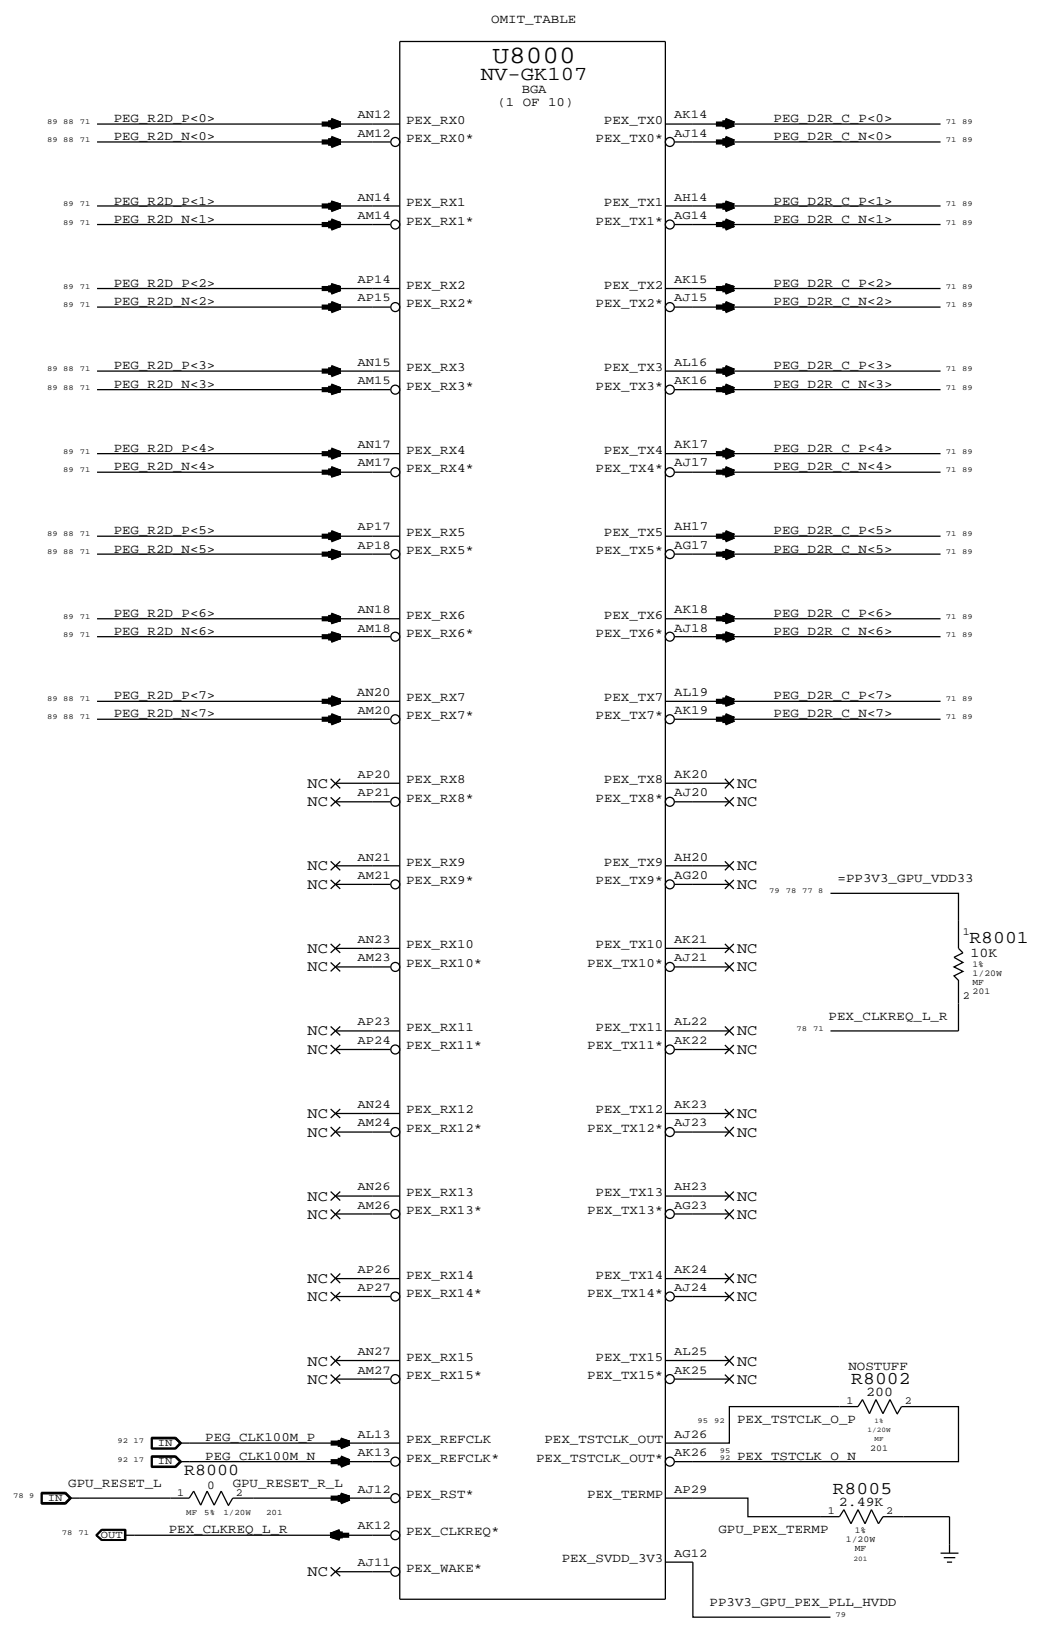 OMIT_TABLE
U8000
NV-GK107
BGA
(1 OF 10)
89 88 71 PEG_R2D_P<0> AN12 PEX_RX0 PEX_TX0 AK14 PEG_D2R_C_P<0> 71 89
89 88 71 PEG_R2D_N<0> AM12 PEX_RX0* PEX_TX0* AJ14 PEG_D2R_C_N<0> 71 89
89 71 PEG_R2D_P<1> AN14 PEX_RX1 PEX_TX1 AH14 PEG_D2R_C_P<1> 71 89
89 71 PEG_R2D_N<1> AM14 PEX_RX1* PEX_TX1* AG14 PEG_D2R_C_N<1> 71 89
89 71 PEG_R2D_P<2> AP14 PEX_RX2 PEX_TX2 AK15 PEG_D2R_C_P<2> 71 89
89 71 PEG_R2D_N<2> AP15 PEX_RX2* PEX_TX2* AJ15 PEG_D2R_C_N<2> 71 89
89 88 71 PEG_R2D_P<3> AN15 PEX_RX3 PEX_TX3 AL16 PEG_D2R_C_P<3> 71 89
89 88 71 PEG_R2D_N<3> AM15 PEX_RX3* PEX_TX3* AK16 PEG_D2R_C_N<3> 71 89
89 71 PEG_R2D_P<4> AN17 PEX_RX4 PEX_TX4 AK17 PEG_D2R_C_P<4> 71 89
89 71 PEG_R2D_N<4> AM17 PEX_RX4* PEX_TX4* AJ17 PEG_D2R_C_N<4> 71 89
89 88 71 PEG_R2D_P<5> AP17 PEX_RX5 PEX_TX5 AH17 PEG_D2R_C_P<5> 71 89
89 88 71 PEG_R2D_N<5> AP18 PEX_RX5* PEX_TX5* AG17 PEG_D2R_C_N<5> 71 89
89 71 PEG_R2D_P<6> AN18 PEX_RX6 PEX_TX6 AK18 PEG_D2R_C_P<6> 71 89
89 71 PEG_R2D_N<6> AM18 PEX_RX6* PEX_TX6* AJ18 PEG_D2R_C_N<6> 71 89
89 88 71 PEG_R2D_P<7> AN20 PEX_RX7 PEX_TX7 AL19 PEG_D2R_C_P<7> 71 89
89 88 71 PEG_R2D_N<7> AM20 PEX_RX7* PEX_TX7* AK19 PEG_D2R_C_N<7> 71 89
NC AP20 PEX_RX8 PEX_TX8 AK20 NC
NC AP21 PEX_RX8* PEX_TX8* AJ20 NC
NC AN21 PEX_RX9 PEX_TX9 AH20 NC
NC AM21 PEX_RX9* PEX_TX9* AG20 NC
79 78 77 8 =PP3V3_GPU_VDD33
1 R8001
10K
1%
1/20W
MF
2 201
NC AN23 PEX_RX10 PEX_TX10 AK21 NC
NC AM23 PEX_RX10* PEX_TX10* AJ21 NC
78 71 PEX_CLKREQ_L_R
NC AP23 PEX_RX11 PEX_TX11 AL22 NC
NC AP24 PEX_RX11* PEX_TX11* AK22 NC
NC AN24 PEX_RX12 PEX_TX12 AK23 NC
NC AM24 PEX_RX12* PEX_TX12* AJ23 NC
NC AN26 PEX_RX13 PEX_TX13 AH23 NC
NC AM26 PEX_RX13* PEX_TX13* AG23 NC
NC AP26 PEX_RX14 PEX_TX14 AK24 NC
NC AP27 PEX_RX14* PEX_TX14* AJ24 NC
NC AN27 PEX_RX15 PEX_TX15 AL25 NC
NC AM27 PEX_RX15* PEX_TX15* AK25 NC
NOSTUFF
R8002
1 200 2
1%
1/20W
MF
201
95 92 PEX_TSTCLK_O_P
92 17 IN PEG_CLK100M_P AL13 PEX_REFCLK PEX_TSTCLK_OUT AJ26
92 17 IN PEG_CLK100M_N AK13 PEX_REFCLK* PEX_TSTCLK_OUT* AK26 95 92 PEX_TSTCLK_O_N
R8000
78 9 IN GPU_RESET_L 1 0 2 GPU_RESET_R_L AJ12 PEX_RST* PEX_TERMP AP29
MF 5% 1/20W 201
R8005
1 2.49K 2
1%
1/20W
MF
201
GPU_PEX_TERMP
78 71 OUT PEX_CLKREQ_L_R AK12 PEX_CLKREQ*
PEX_SVDD_3V3 AG12
NC AJ11 PEX_WAKE*
PP3V3_GPU_PEX_PLL_HVDD
79